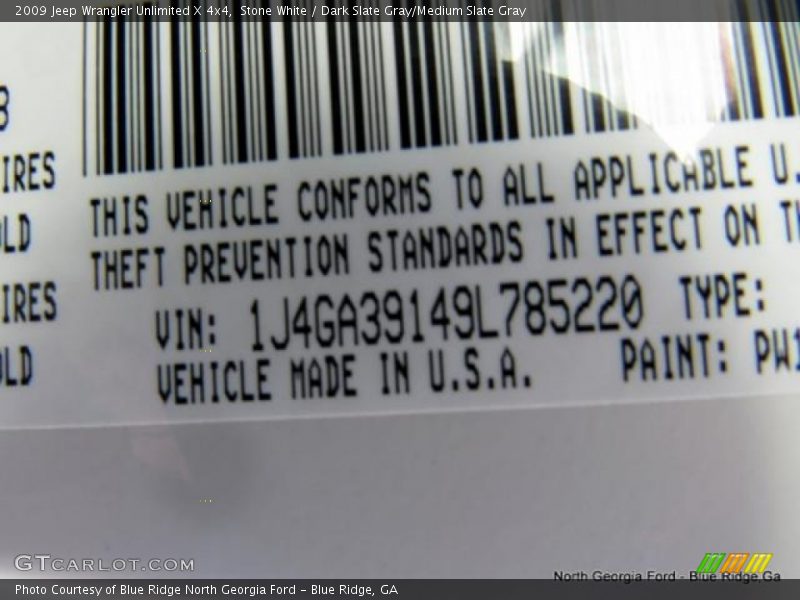 2009 Jeep Wrangler Unlimited X 4x4, Stone White / Dark Slate Gray/Medium Slate Gray
IRES
THIS VEHICLE CONFORMS TO ALL APPLICABLE U.
LD
THEFT PREVENTION STANDARDS IN EFFECT ON TH
IRES
VIN: 1J4GA39149L785220 TYPE:
LD
VEHICLE MADE IN U.S.A. PAINT: PW1
GTCARLOT.COM
North Georgia Ford - Blue Ridge,Ga
Photo Courtesy of Blue Ridge North Georgia Ford – Blue Ridge, GA